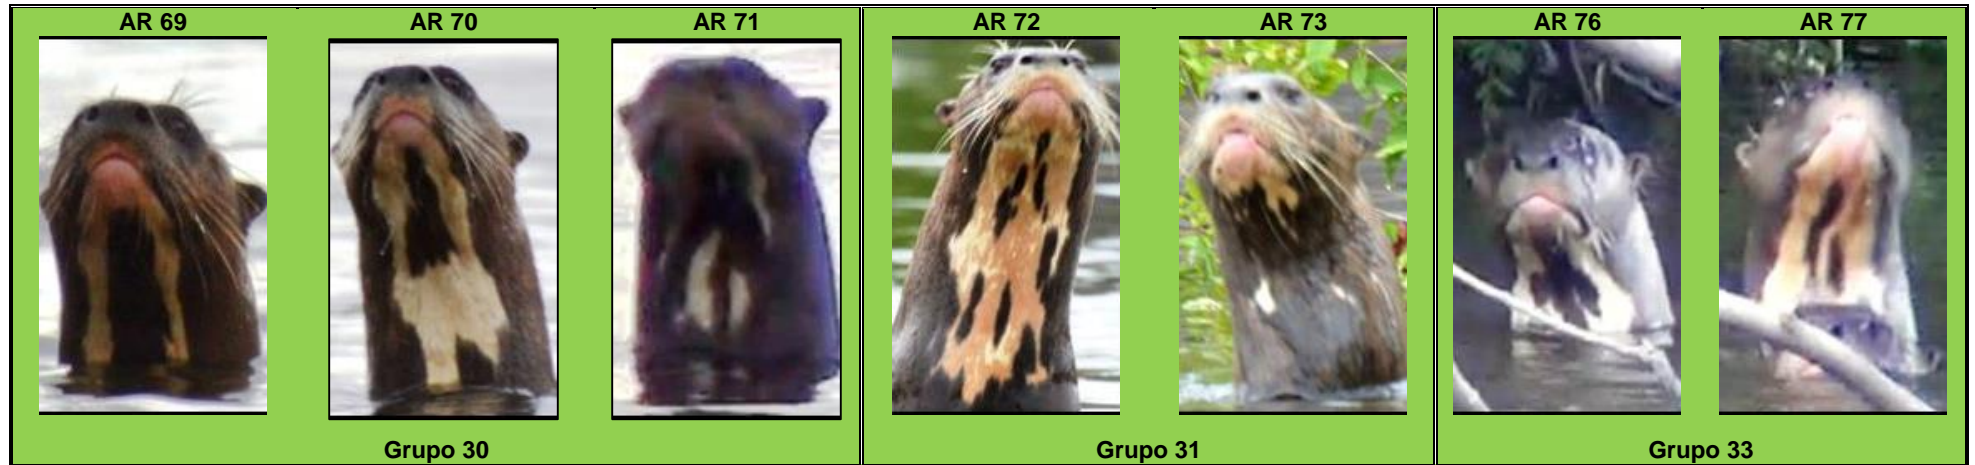 AR 69 AR 70 AR 71 AR 72 AR 73 AR 76 AR 77
Grupo 30 Grupo 31 Grupo 33